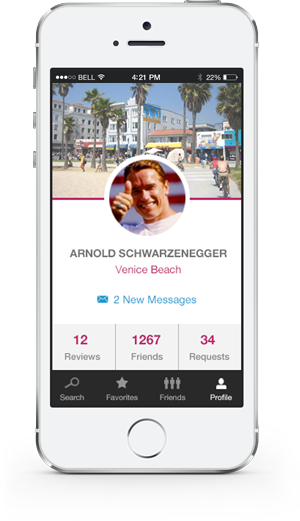 BELL 4:21 PM 22%
ARNOLD SCHWARZENEGGER
Venice Beach
2 New Messages
12 1267 34
Reviews Friends Requests
Search Favorites Friends Profile